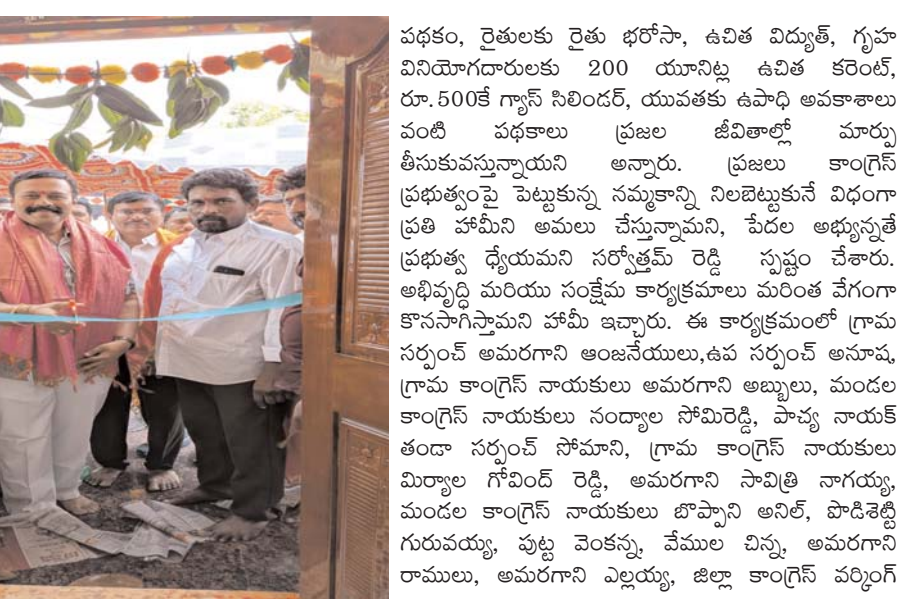 పథకం, రైతులకు రైతు భరోసా, ఉచిత విద్యుత్, గృహ
వినియోగదారులకు 200 యూనిట్ల ఉచిత కరెంట్,
రూ.500కే గ్యాస్ సిలిండర్, యువతకు ఉపాధి అవకాశాలు
వంటి పథకాలు ప్రజల జీవితాల్లో మార్పు
తీసుకువస్తున్నాయని అన్నారు. ప్రజలు కాంగ్రెస్
ప్రభుత్వంపై పెట్టుకున్న నమ్మకాన్ని నిలబెట్టుకునే విధంగా
ప్రతి హామీని అమలు చేస్తున్నామని, పేదల అభ్యున్నతే
ప్రభుత్వ ధ్యేయమని సర్వోత్తమ్ రెడ్డి స్పష్టం చేశారు.
అభివృద్ధి మరియు సంక్షేమ కార్యక్రమాలు మరింత వేగంగా
కొనసాగిస్తామని హామీ ఇచ్చారు. ఈ కార్యక్రమంలో గ్రామ
సర్పంచ్ అమరగాని ఆంజనేయులు,ఉప సర్పంచ్ అనూష,
గ్రామ కాంగ్రెస్ నాయకులు అమరగాని అబ్బులు, మండల
కాంగ్రెస్ నాయకులు నంద్యాల సోమిరెడ్డి, పాచ్య నాయక్
తండా సర్పంచ్ సోమాని, గ్రామ కాంగ్రెస్ నాయకులు
మిర్యాల గోవింద్ రెడ్డి, అమరగాని సావిత్రి నాగయ్య,
మండల కాంగ్రెస్ నాయకులు బొప్పాని అనిల్, పొడిశెట్టి
గురువయ్య, పుట్ట వెంకన్న, వేముల చిన్న, అమరగాని
రాములు, అమరగాని ఎల్లయ్య, జిల్లా కాంగ్రెస్ వర్కింగ్